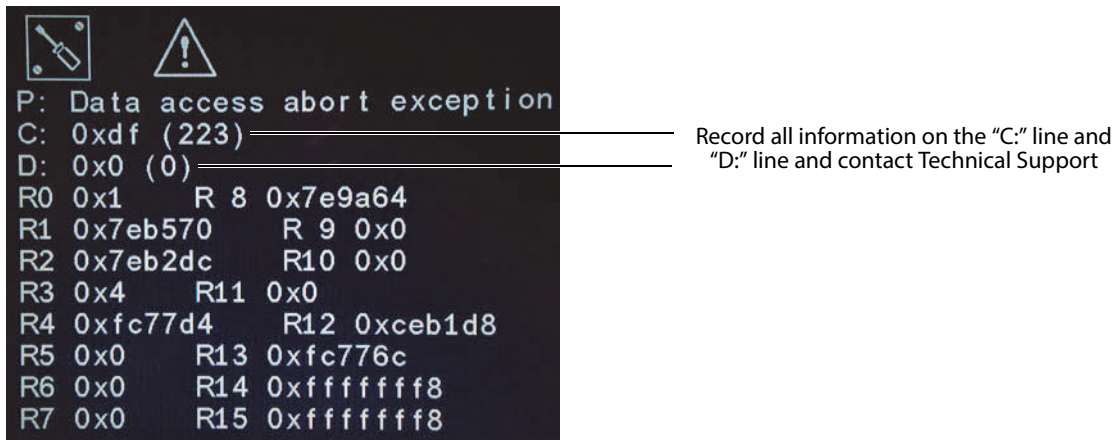 P: Data access abort exception
C: 0xdf (223)
D: 0x0 (0)
R0 0x1 R 8 0x7e9a64
R1 0x7eb570 R 9 0x0
R2 0x7eb2dc R10 0x0
R3 0x4 R11 0x0
R4 0xfc77d4 R12 0xceb1d8
R5 0x0 R13 0xfc776c
R6 0x0 R14 0xfffffff8
R7 0x0 R15 0xfffffff8
Record all information on the “C:” line and
“D:” line and contact Technical Support